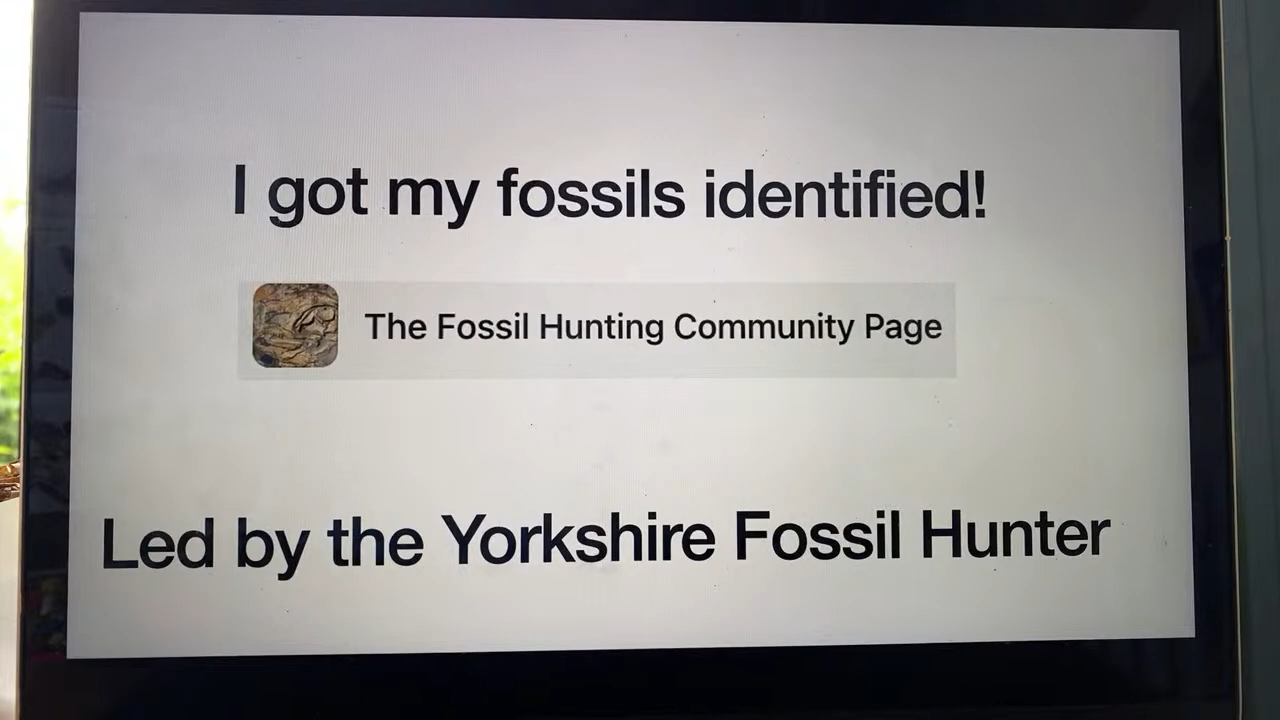 I got my fossils identified!
The Fossil Hunting Community Page
Led by the Yorkshire Fossil Hunter